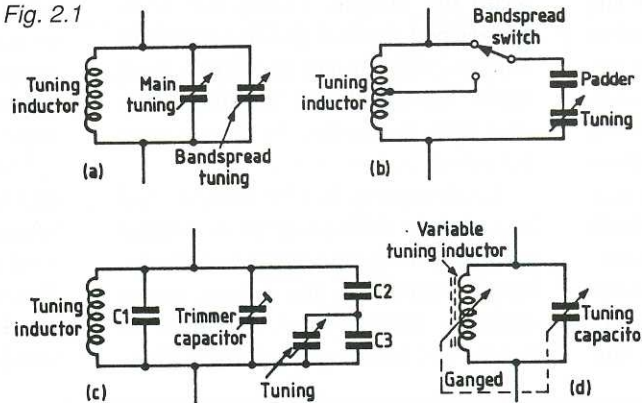 Fig. 2.1
Tuning
inductor
Main
tuning
Bandspread
tuning
(a)
Bandspread
switch
Tuning
inductor
Padder
Tuning
(b)
Tuning
inductor
C1
Trimmer
capacitor
C2
C3
Tuning
(c)
Variable
tuning inductor
Tuning
capacito
Ganged
(d)